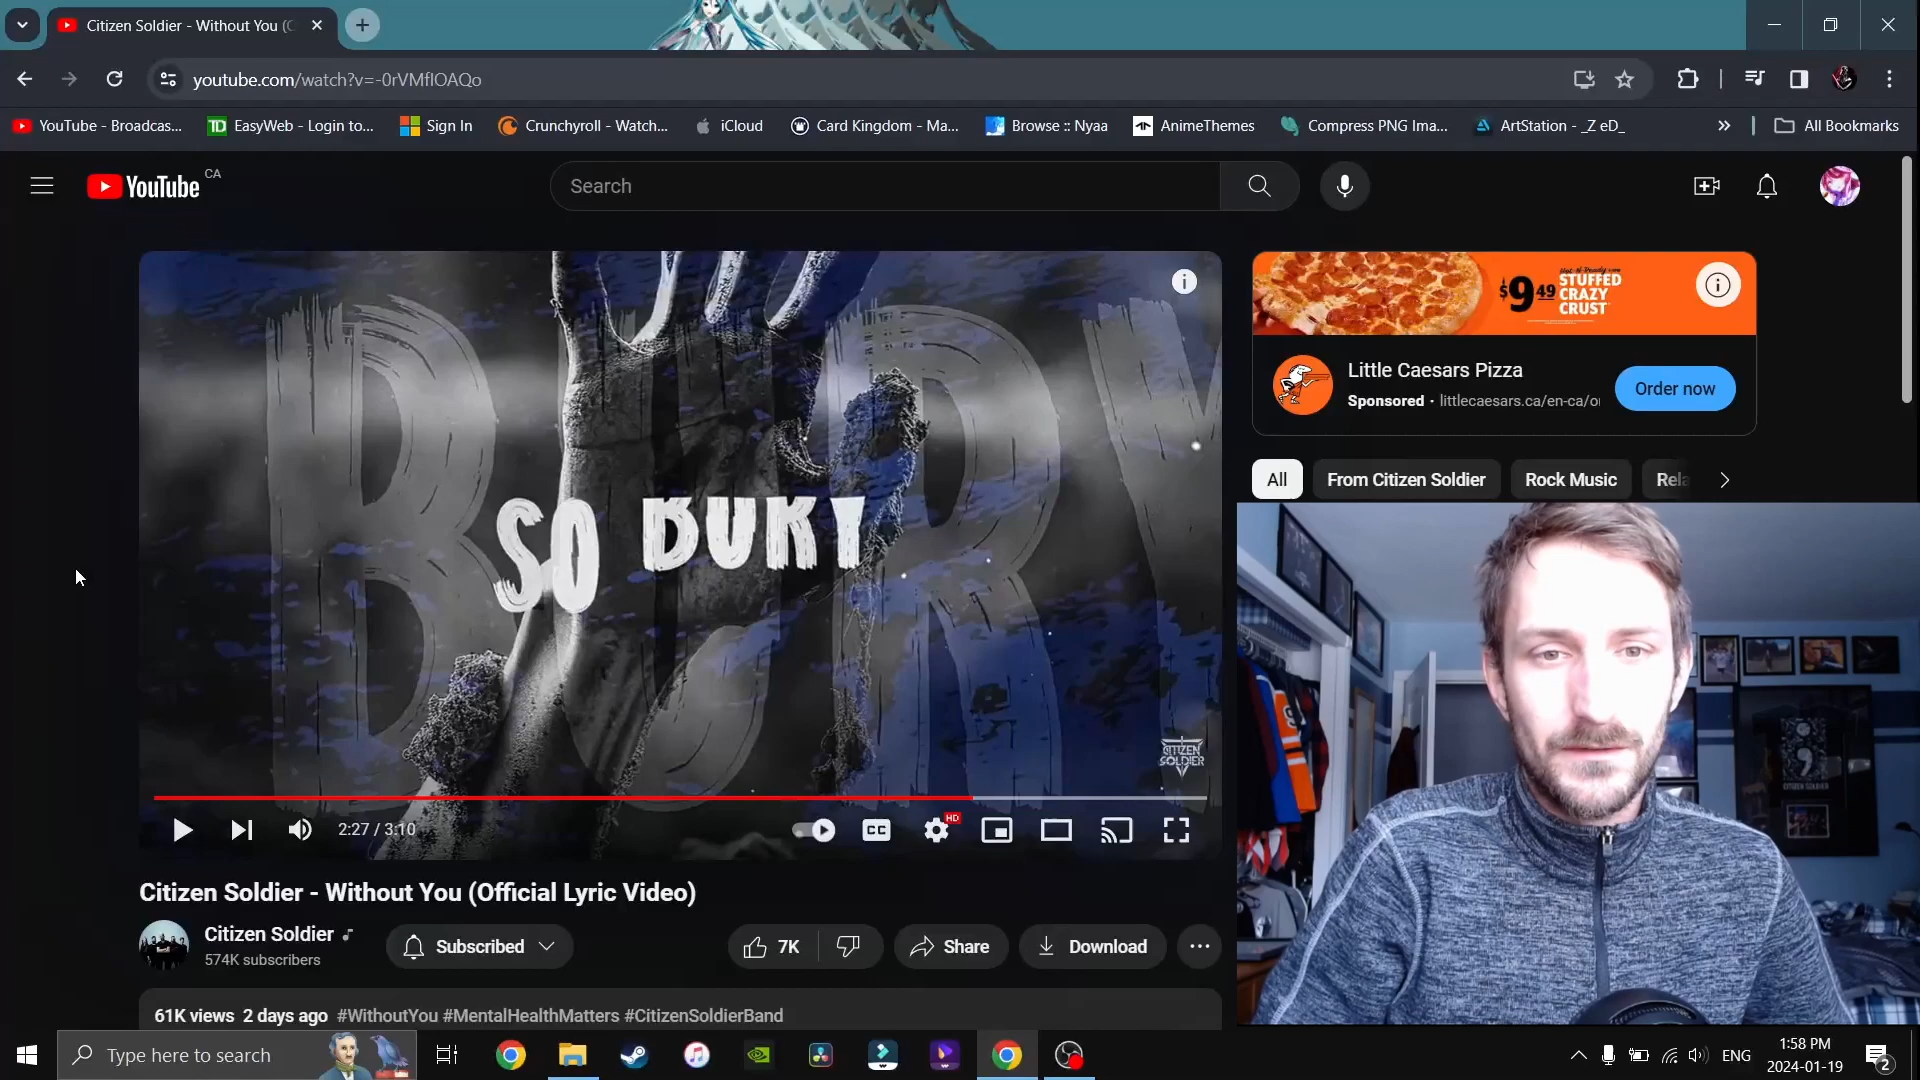 Citizen Soldier - Without You (
youtube.com/watch?v=-0rVMflOAQo
YouTube - Broadcas...
EasyWeb - Login to...
Sign In
Crunchyroll - Watch...
iCloud
Card Kingdom - Ma...
Browse :: Nyaa
AnimeThemes
Compress PNG Ima...
ArtStation - _Z eD_
All Bookmarks
YouTube CA
Search
BURY
SO BURY
CITIZEN
SOLDIER
2:27 / 3:10
CC
HD
$9.49
STUFFED
CRAZY
CRUST
Little Caesars Pizza
Sponsored · littlecaesars.ca/en-ca/o
Order now
All
From Citizen Soldier
Rock Music
Rela
Citizen Soldier - Without You (Official Lyric Video)
Citizen Soldier
574K subscribers
Subscribed
7K
Share
Download
61K views 2 days ago #WithoutYou #MentalHealthMatters #CitizenSoldierBand
Type here to search
ENG
1:58 PM
2024-01-19
2